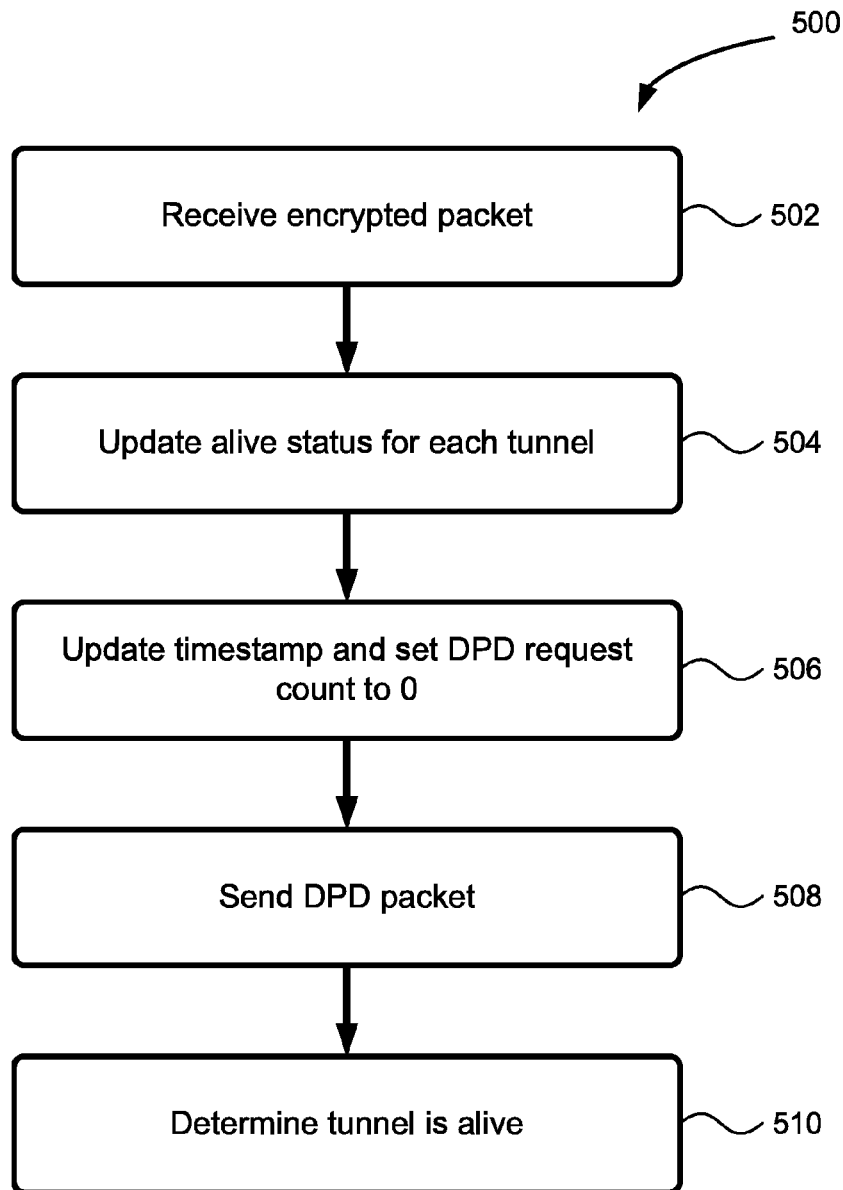 500
Receive encrypted packet
502
Update alive status for each tunnel
504
Update timestamp and set DPD request
count to 0
506
Send DPD packet
508
Determine tunnel is alive
510